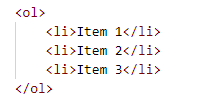 <ol>
    <li>Item 1</li>
    <li>Item 2</li>
    <li>Item 3</li>
</ol>